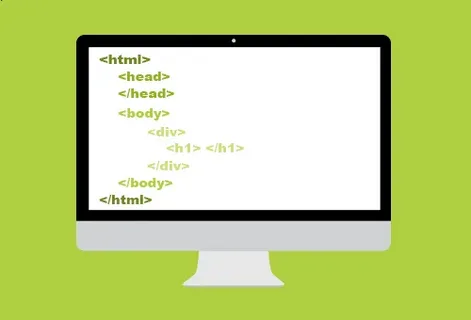 <html>
<head>
</head>
<body>
<div>
<h1> </h1>
</div>
</body>
</html>